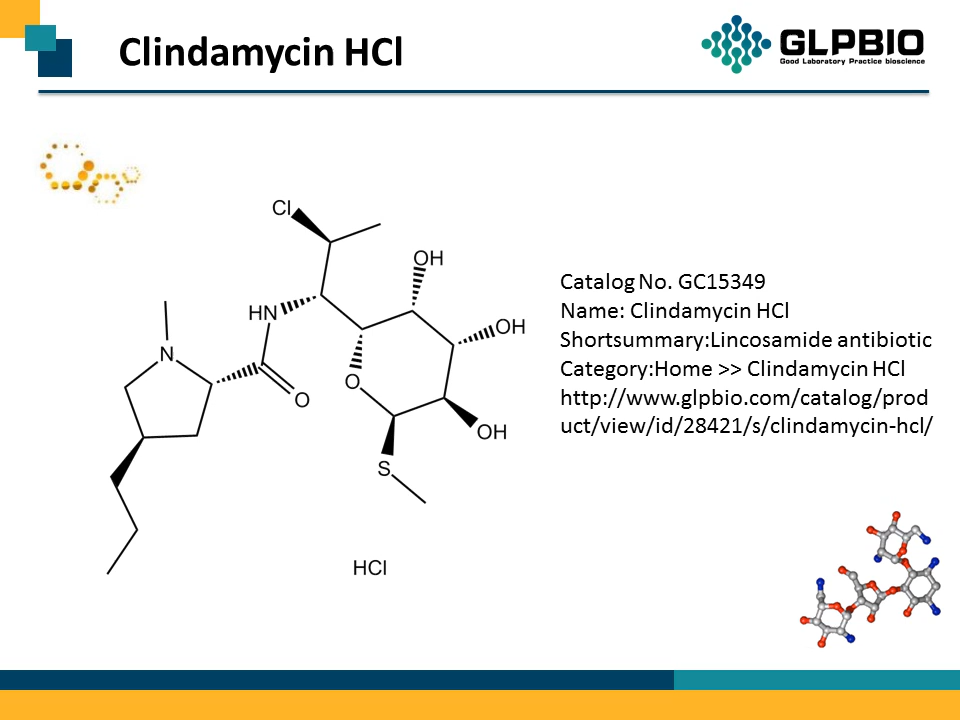 Clindamycin HCl
GLPBIO
Good Laboratory Practice bioscience
Cl
OH
HN
OH
N
O
O
OH
S
HCl
Catalog No. GC15349
Name: Clindamycin HCl
Shortsummary:Lincosamide antibiotic
Category:Home >> Clindamycin HCl
http://www.glpbio.com/catalog/prod
uct/view/id/28421/s/clindamycin-hcl/